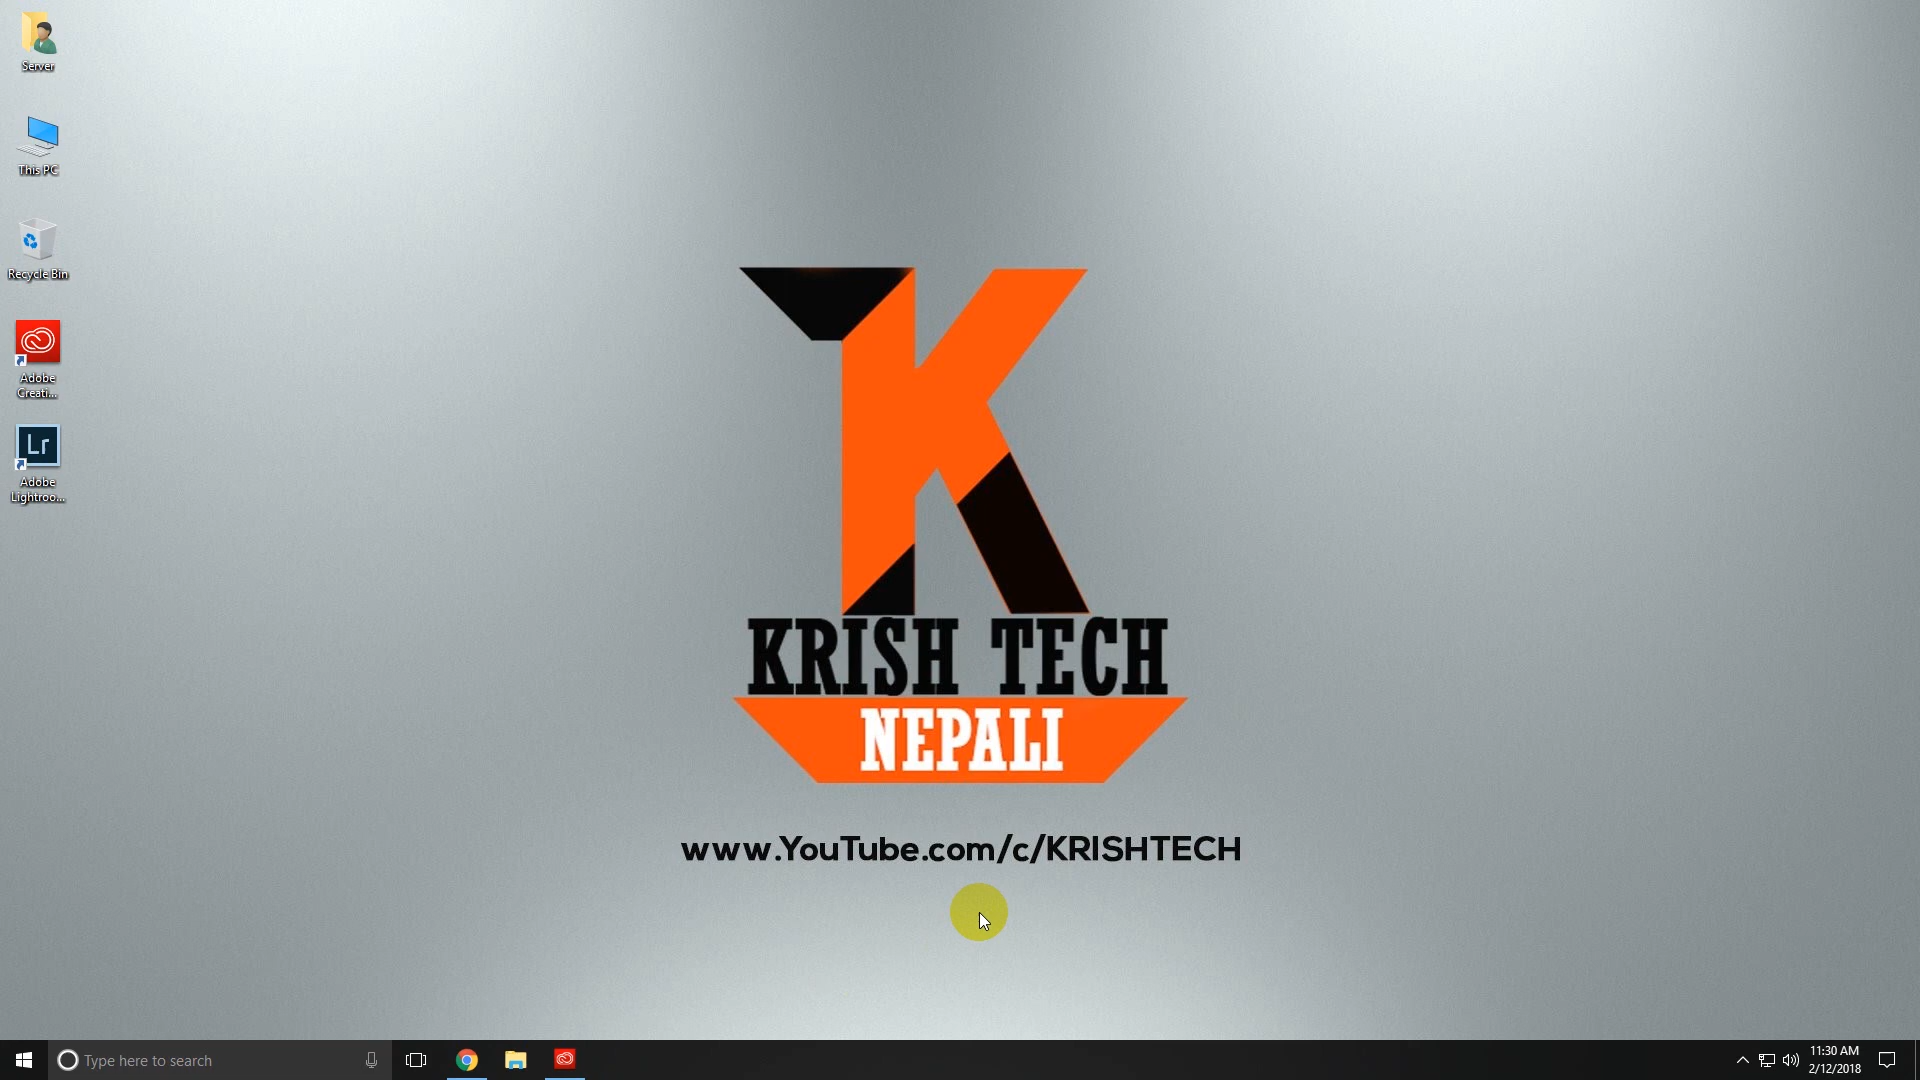 Server
This PC
Recycle Bin
Adobe
Creati...
Lr
Adobe
Lightroo...
KRISH TECH
NEPALI
www.YouTube.com/c/KRISHTECH
Type here to search
11:30 AM
2/12/2018